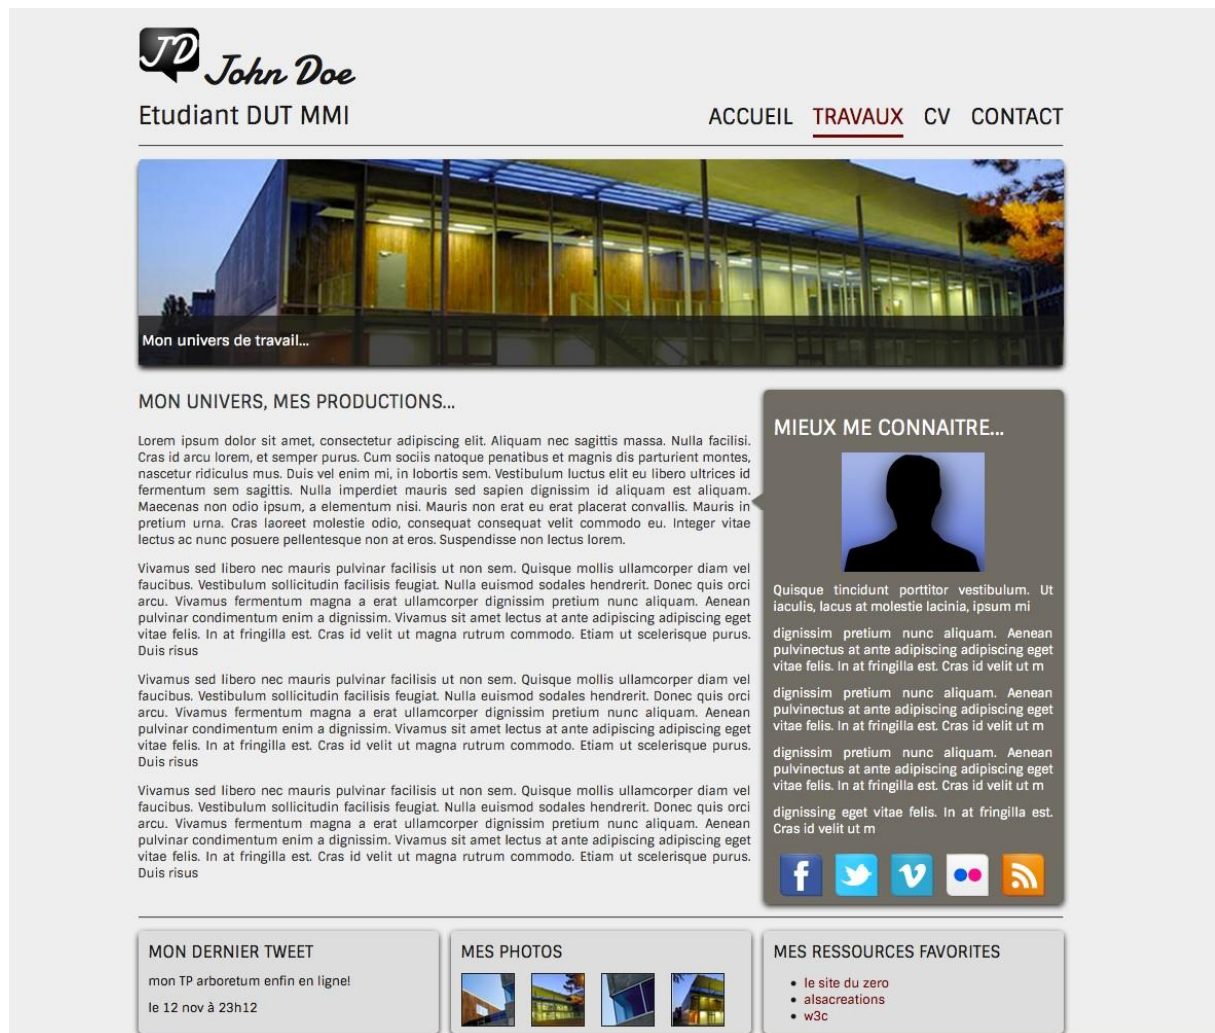 JD
John Doe
Etudiant DUT MMI
ACCUEIL TRAVAUX CV CONTACT
Mon univers de travail...
MON UNIVERS, MES PRODUCTIONS...
Lorem ipsum dolor sit amet, consectetur adipiscing elit. Aliquam nec sagittis massa. Nulla facilisi.
Cras id arcu lorem, et semper purus. Cum sociis natoque penatibus et magnis dis parturient montes,
nascetur ridiculus mus. Duis vel enim mi, in lobortis sem. Vestibulum luctus elit eu libero ultrices id
fermentum sem sagittis. Nulla imperdiet mauris sed sapien dignissim id aliquam est aliquam.
Maecenas non odio ipsum, a elementum nisi. Mauris non erat eu erat placerat convallis. Mauris in
pretium urna. Cras laoreet molestie odio, consequat consequat velit commodo eu. Integer vitae
lectus ac nunc posuere pellentesque non at eros. Suspendisse non lectus lorem.
Vivamus sed libero nec mauris pulvinar facilisis ut non sem. Quisque mollis ullamcorper diam vel
faucibus. Vestibulum sollicitudin facilisis feugiat. Nulla euismod sodales hendrerit. Donec quis orci
arcu. Vivamus fermentum magna a erat ullamcorper dignissim pretium nunc aliquam. Aenean
pulvinar condimentum enim a dignissim. Vivamus sit amet lectus at ante adipiscing adipiscing eget
vitae felis. In at fringilla est. Cras id velit ut magna rutrum commodo. Etiam ut scelerisque purus.
Duis risus
Vivamus sed libero nec mauris pulvinar facilisis ut non sem. Quisque mollis ullamcorper diam vel
faucibus. Vestibulum sollicitudin facilisis feugiat. Nulla euismod sodales hendrerit. Donec quis orci
arcu. Vivamus fermentum magna a erat ullamcorper dignissim pretium nunc aliquam. Aenean
pulvinar condimentum enim a dignissim. Vivamus sit amet lectus at ante adipiscing adipiscing eget
vitae felis. In at fringilla est. Cras id velit ut magna rutrum commodo. Etiam ut scelerisque purus.
Duis risus
Vivamus sed libero nec mauris pulvinar facilisis ut non sem. Quisque mollis ullamcorper diam vel
faucibus. Vestibulum sollicitudin facilisis feugiat. Nulla euismod sodales hendrerit. Donec quis orci
arcu. Vivamus fermentum magna a erat ullamcorper dignissim pretium nunc aliquam. Aenean
pulvinar condimentum enim a dignissim. Vivamus sit amet lectus at ante adipiscing adipiscing eget
vitae felis. In at fringilla est. Cras id velit ut magna rutrum commodo. Etiam ut scelerisque purus.
Duis risus
MIEUX ME CONNAITRE...
Quisque tincidunt porttitor vestibulum. Ut
iaculis, lacus at molestie lacinia, ipsum mi
dignissim pretium nunc aliquam. Aenean
pulvinectus at ante adipiscing adipiscing eget
vitae felis. In at fringilla est. Cras id velit ut m
dignissim pretium nunc aliquam. Aenean
pulvinectus at ante adipiscing adipiscing eget
vitae felis. In at fringilla est. Cras id velit ut m
dignissim pretium nunc aliquam. Aenean
pulvinectus at ante adipiscing adipiscing eget
vitae felis. In at fringilla est. Cras id velit ut m
dignissing eget vitae felis. In at fringilla est.
Cras id velit ut m
MON DERNIER TWEET
mon TP arboretum enfin en ligne!
le 12 nov à 23h12
MES PHOTOS
MES RESSOURCES FAVORITES
• le site du zero
• alsacreations
• w3c